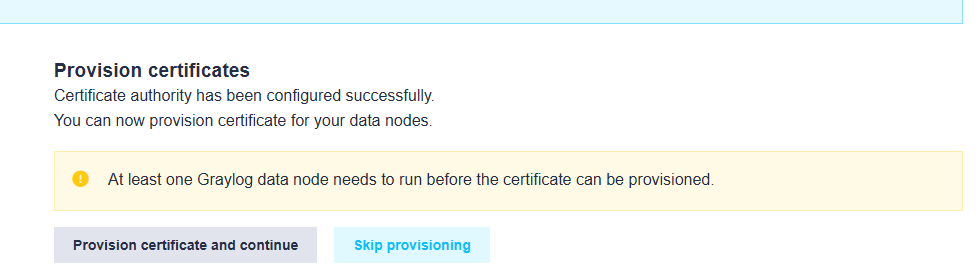 Provision certificates
Certificate authority has been configured successfully.
You can now provision certificate for your data nodes.
At least one Graylog data node needs to run before the certificate can be provisioned.
Provision certificate and continue
Skip provisioning